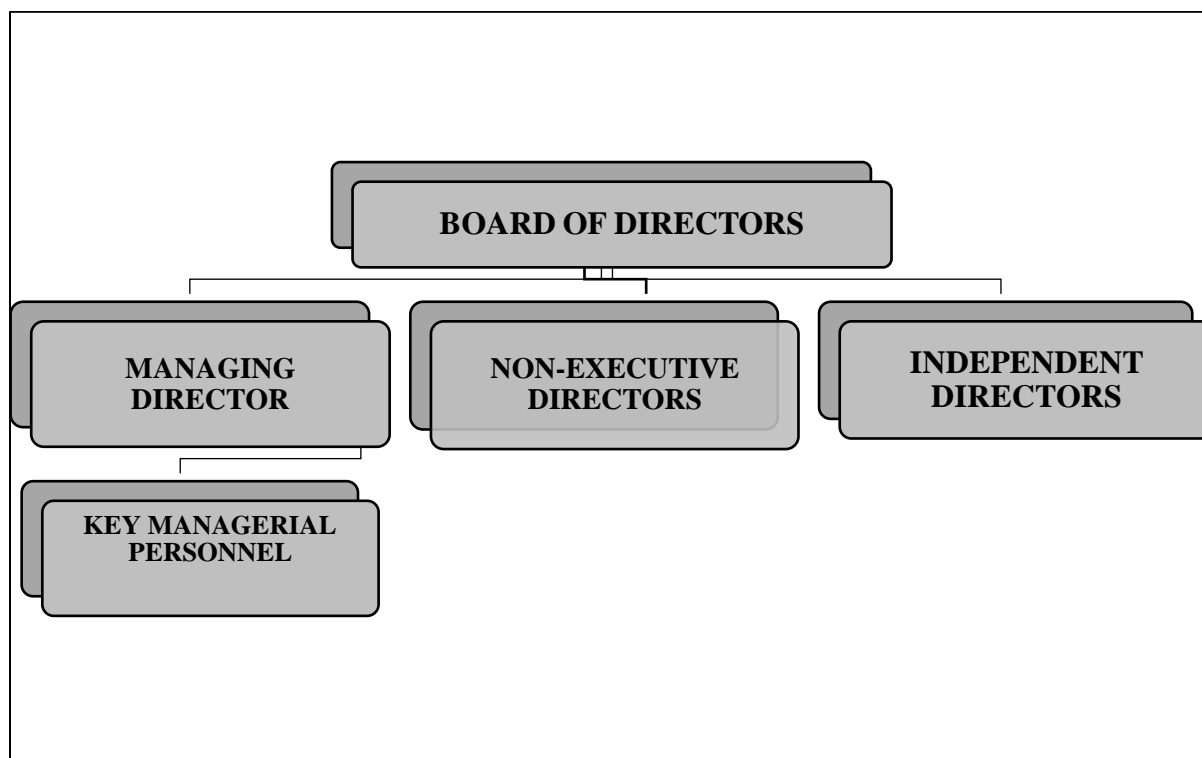 BOARD OF DIRECTORS
MANAGING
DIRECTOR
NON-EXECUTIVE
DIRECTORS
INDEPENDENT
DIRECTORS
KEY MANAGERIAL
PERSONNEL